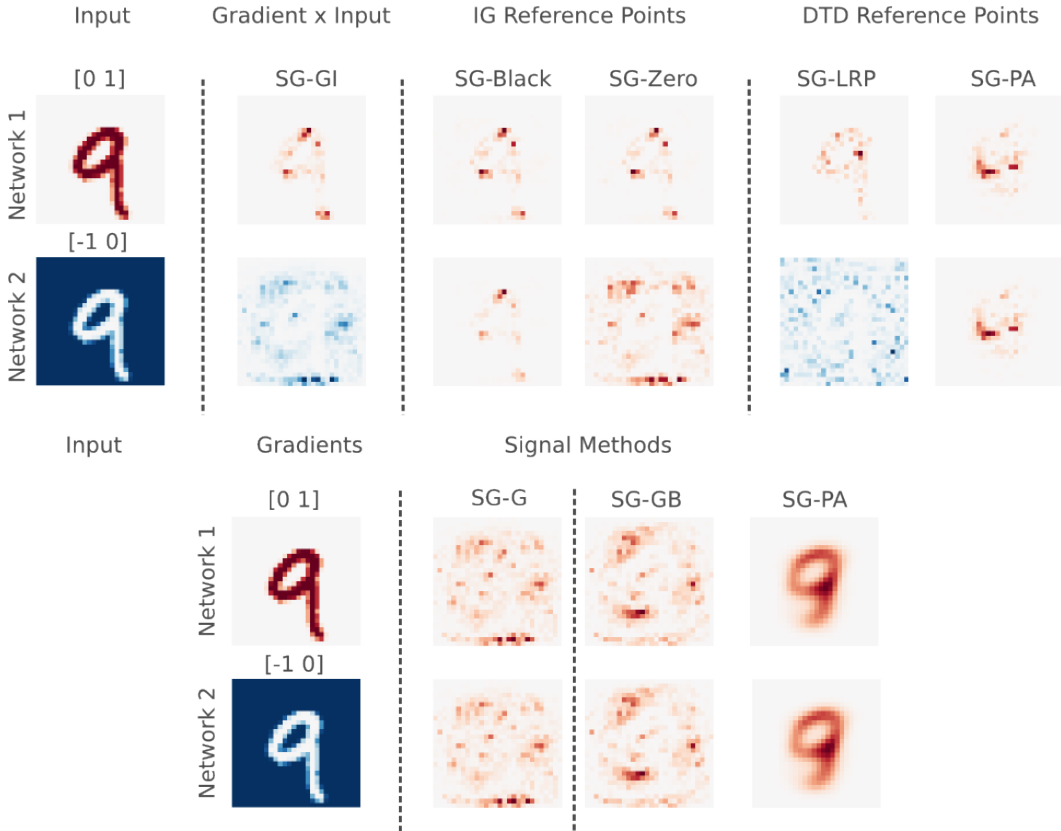 Input Gradient x Input IG Reference Points DTD Reference Points
[0 1] SG-GI SG-Black SG-Zero SG-LRP SG-PA
Network 1
[-1 0]
Network 2
Input Gradients Signal Methods
[0 1] SG-G SG-GB SG-PA
Network 1
[-1 0]
Network 2